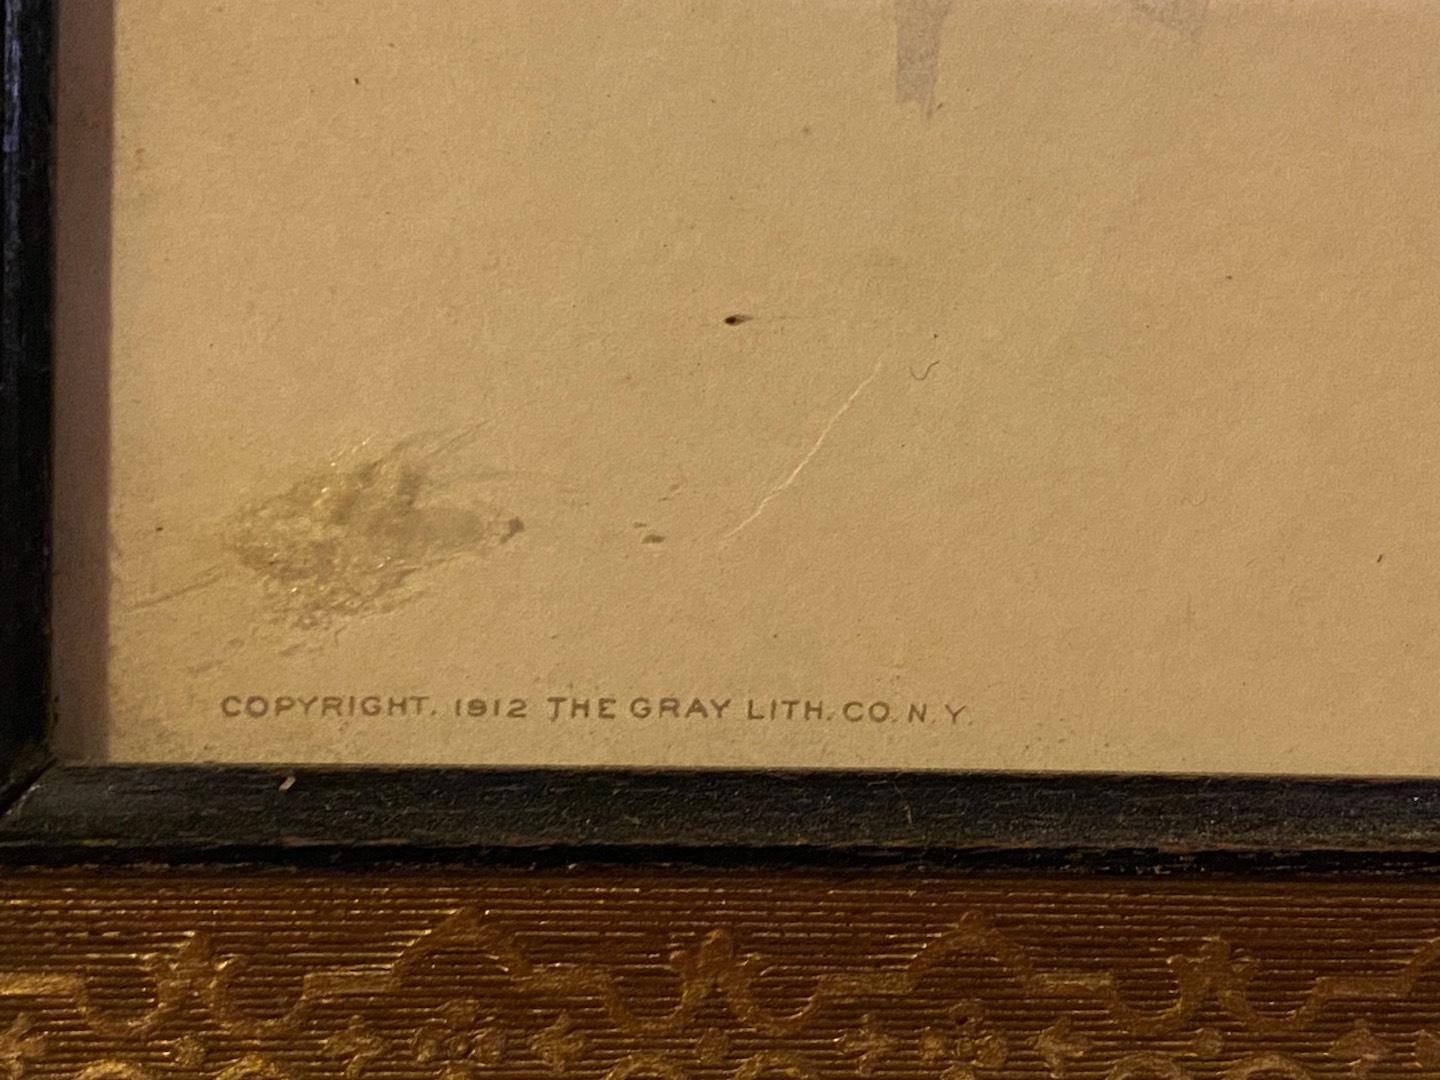 COPYRIGHT. 1912 THE GRAY LITH. CO. N. Y.